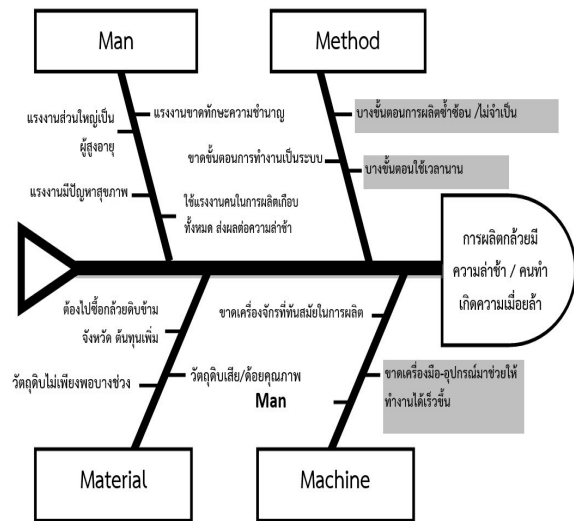 Man
Method
แรงงานส่วนใหญ่เป็น
ผู้สูงอายุ
แรงงานขาดทักษะความชำนาญ
แรงงานมีปัญหาสุขภาพ
ใช้แรงงานคนในการผลิตเกือบ
ทั้งหมด ส่งผลต่อความล่าช้า
บางขั้นตอนการผลิตซ้ำซ้อน /ไม่จำเป็น
ขาดขั้นตอนการทำงานเป็นระบบ
บางขั้นตอนใช้เวลานาน
การผลิตกล้วยมี
ความล่าช้า / คนทำ
เกิดความเมื่อยล้า
ต้องไปซื้อกล้วยดิบข้าม
จังหวัด ต้นทุนเพิ่ม
วัตถุดิบไม่เพียงพอบางช่วง
วัตถุดิบเสีย/ด้อยคุณภาพ
ขาดเครื่องจักรที่ทันสมัยในการผลิต
Man
ขาดเครื่องมือ-อุปกรณ์มาช่วยให้
ทำงานได้เร็วขึ้น
Material
Machine